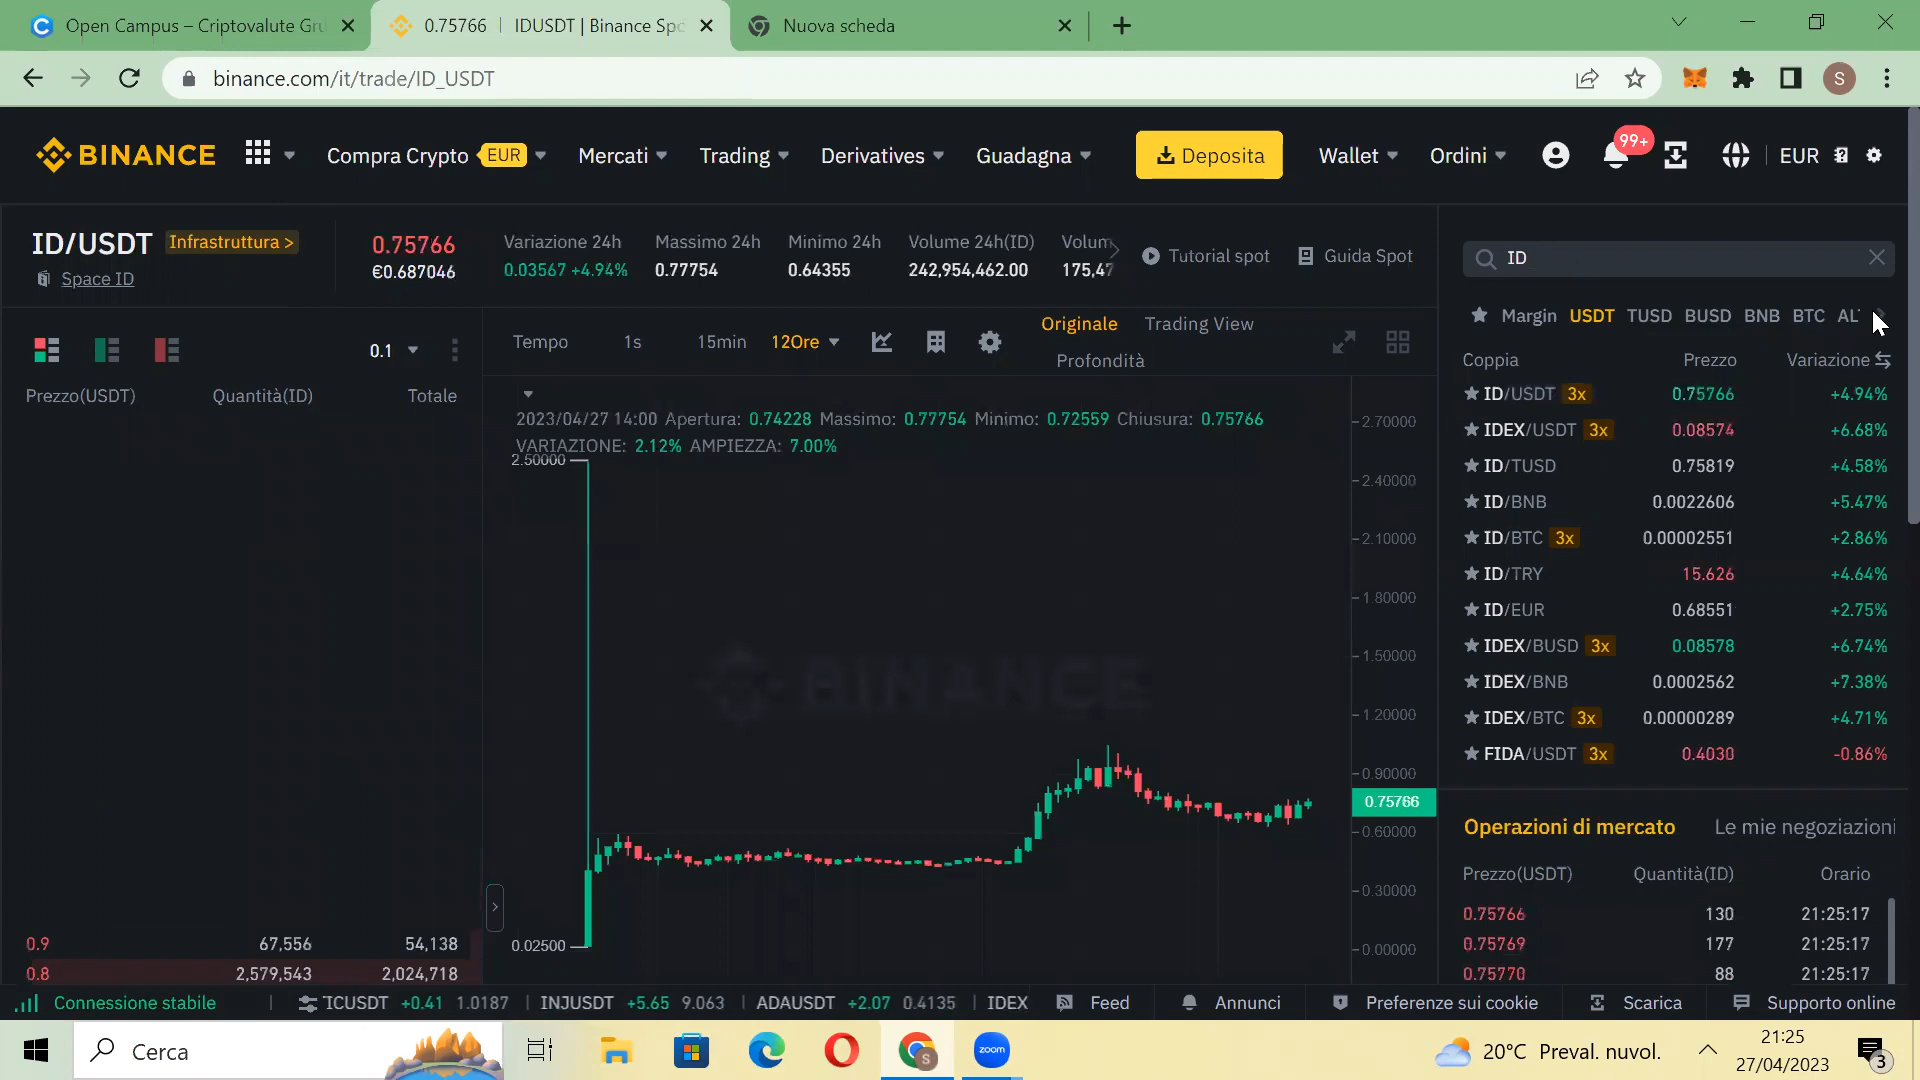 Open Campus – Criptovalute Gru
0.75766 | IDUSDT | Binance Spo
Nuova scheda
binance.com/it/trade/ID_USDT
S
BINANCE
Compra Crypto EUR
Mercati
Trading
Derivatives
Guadagna
Deposita
Wallet
Ordini
99+
EUR
ID/USDT Infrastruttura >
Space ID
0.75766
€0.687046
Variazione 24h
0.03567 +4.94%
Massimo 24h
0.77754
Minimo 24h
0.64355
Volume 24h(ID)
242,954,462.00
Volum
175,47
Tutorial spot
Guida Spot
0.1
Prezzo(USDT) Quantità(ID) Totale
0.9 67,556 54,138
0.8 2,579,543 2,024,718
Tempo 1s 15min 12Ore
Originale Trading View
Profondità
2023/04/27 14:00 Apertura: 0.74228 Massimo: 0.77754 Minimo: 0.72559 Chiusura: 0.75766
VARIAZIONE: 2.12% AMPIEZZA: 7.00%
2.50000
BINANCE
0.02500
2.70000
2.40000
2.10000
1.80000
1.50000
1.20000
0.90000
0.75766
0.60000
0.30000
0.00000
ID
Margin USDT TUSD BUSD BNB BTC AL
Coppia Prezzo Variazione
ID/USDT 3x 0.75766 +4.94%
IDEX/USDT 3x 0.08574 +6.68%
ID/TUSD 0.75819 +4.58%
ID/BNB 0.0022606 +5.47%
ID/BTC 3x 0.00002551 +2.86%
ID/TRY 15.626 +4.64%
ID/EUR 0.68551 +2.75%
IDEX/BUSD 3x 0.08578 +6.74%
IDEX/BNB 0.0002562 +7.38%
IDEX/BTC 3x 0.00000289 +4.71%
FIDA/USDT 3x 0.4030 -0.86%
Operazioni di mercato Le mie negoziazioni
Prezzo(USDT) Quantità(ID) Orario
0.75766 130 21:25:17
0.75769 177 21:25:17
0.75770 88 21:25:17
Connessione stabile
ICUSDT +0.41 1.0187
INJUSDT +5.65 9.063
ADAUSDT +2.07 0.4135
IDEX
Feed
Annunci
Preferenze sui cookie
Scarica
Supporto online
Cerca
S
zoom
20°C Preval. nuvol.
21:25
27/04/2023
3